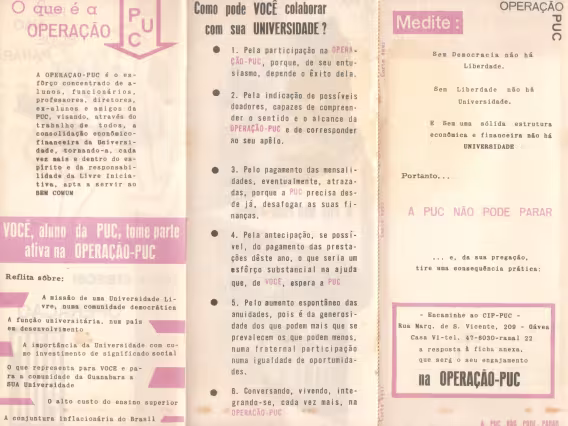 O que é a
OPERAÇÃO
PUC
A OPERAÇÃO-PUC é o es-
fôrço concentrado de a-
lunos, funcionários,
professores, diretores,
ex-alunos e amigos da
PUC, visando, através do
trabalho de todos, a
consolidação econômico-
financeira da Universi-
dade, tornando-a, cada
vez mais e dentro do es-
pírito e da responsabi-
lidade da Livre Inicia-
tiva, apta a servir ao
BEM COMUM
VOCÊ, aluno da PUC, tome parte
ativa na OPERAÇÃO-PUC
Reflita sôbre:
A missão de uma Universidade Li-
vre, numa comunidade democrática
A função universitária, num país
em desenvolvimento
A importância da Universidade com co-
mo investimento de significado social
O que representa para VOCÊ e pa-
ra a comunidade da Guanabara a
SUA Universidade
O alto custo do ensino superior
A conjuntura inflacionária do Brasil
Como pode VOCÊ colaborar
com sua UNIVERSIDADE?
1. Pela participação na OPERA-
ÇÃO-PUC, porque, de seu entu-
siasmo, depende o êxito dela.
2. Pela indicação de possíveis
doadores, capazes de compreen-
der o sentido e o alcance da
OPERAÇÃO-PUC e de corresponder
ao seu apêlo.
3. Pelo pagamento das mensali-
dades, eventualmente, atraza-
das, porque a PUC precisa des-
de já, desafogar as suas fi-
nanças.
4. Pela antecipação, se possí-
vel, do pagamento das presta-
ções dêste ano, o que seria um
esfôrço substancial na ajuda
que, de VOCÊ, espera a PUC
5. Pelo aumento espontâneo das
anuidades, pois é da generosi-
dade dos que podem mais que se
prevalecem os que podem menos,
numa fraternal participação
numa igualdade de oportunida-
des.
6. Conversando, vivendo, inte-
grando-se, cada vez mais, na
OPERAÇÃO-PUC
OPERAÇÃO
PUC
Medite:
Sem Democracia não há
Liberdade.
Sem Liberdade não há
Universidade.
E Sem uma sólida estrutura
econômica e financeira não há
UNIVERSIDADE
Portanto...
A PUC NÃO PODE PARAR
... e, da sua pregação,
tire uma consequência prática:
- Encaminhe ao CIP-PUC -
Rua Marq. de S. Vicente, 209 - Gávea
Casa VI-tel. 47-6030-ramal 22
a resposta à ficha anexa,
que será o seu engajamento
na OPERAÇÃO-PUC
A PUC NÃO PODE PARAR